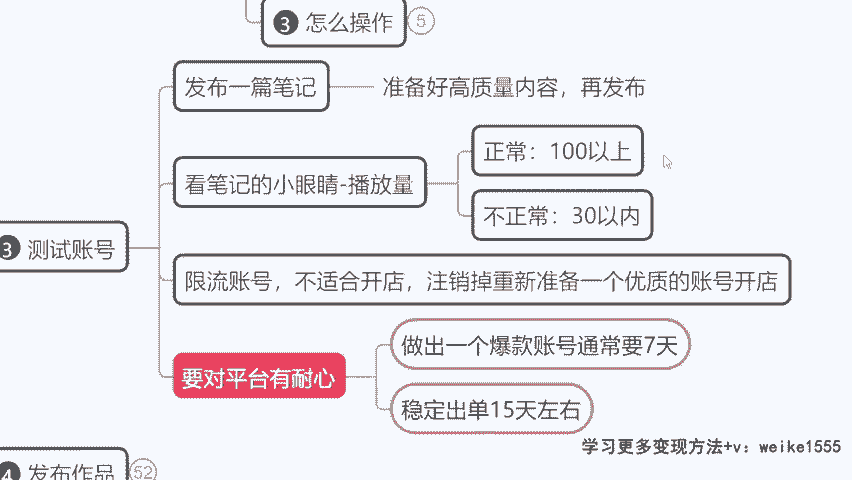 3 怎么操作 5
发布一篇笔记
准备好高质量内容，再发布
看笔记的小眼睛-播放量
正常：100以上
不正常：30以内
3 测试账号
限流账号，不适合开店，注销掉重新准备一个优质的账号开店
要对平台有耐心
做出一个爆款账号通常要7天
稳定出单15天左右
学习更多变现方法+v：weike1555
4 发布作品 52